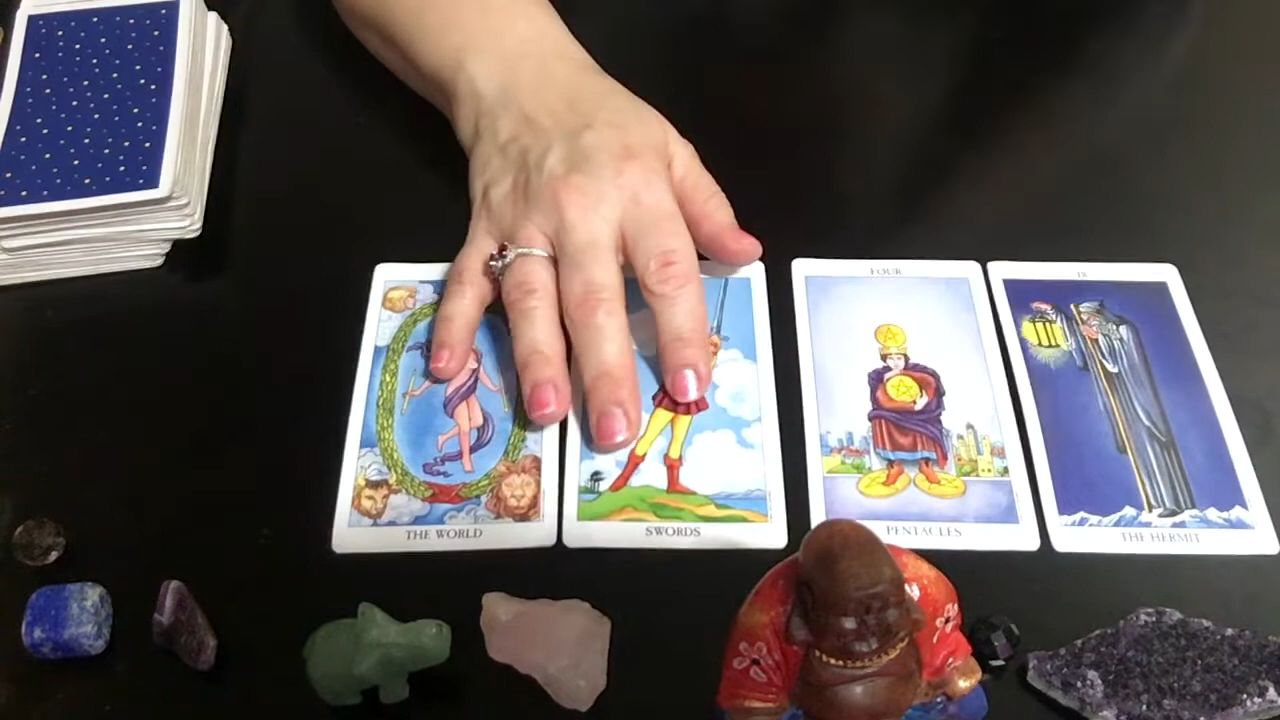 FOUR
IX
THE WORLD
SWORDS
PENTACLES
THE HERMIT